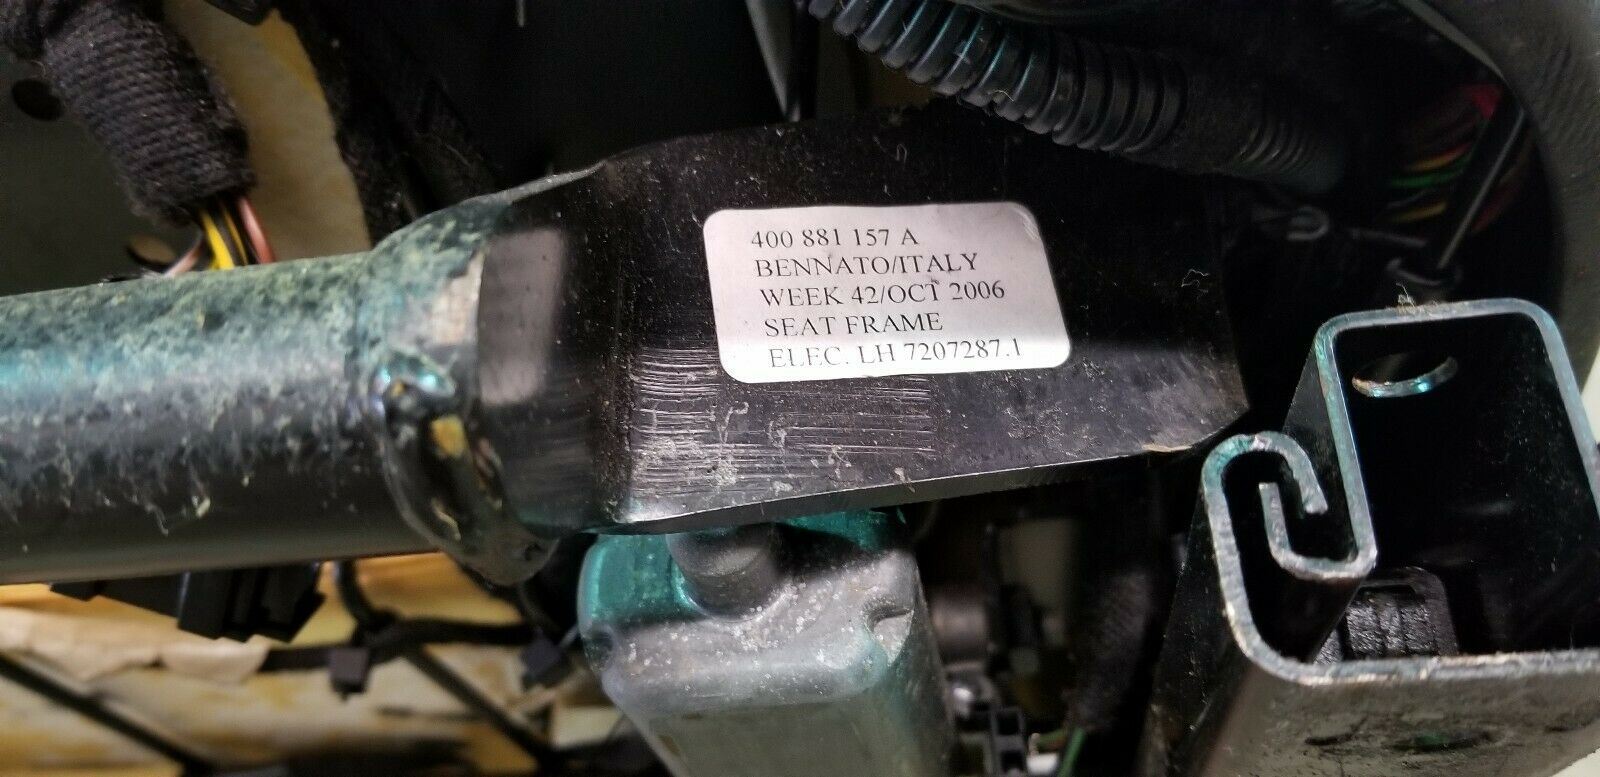 400 881 157 A
BENNATO/ITALY
WEEK 42/OCT 2006
SEAT FRAME
ELEC. LH 7207287.1